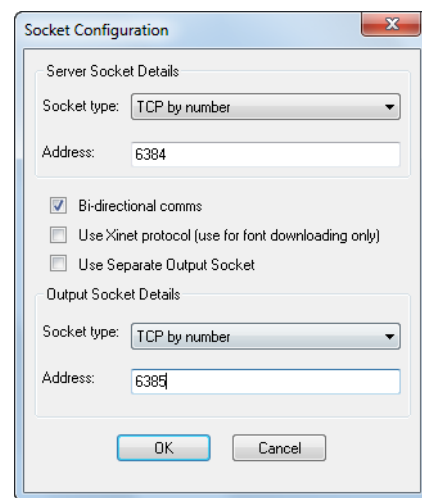 Socket Configuration
Server Socket Details
Socket type: TCP by number
Address: 6384
Bi-directional comms
Use Xinet protocol (use for font downloading only)
Use Separate Output Socket
Output Socket Details
Socket type: TCP by number
Address: 6385
OK Cancel